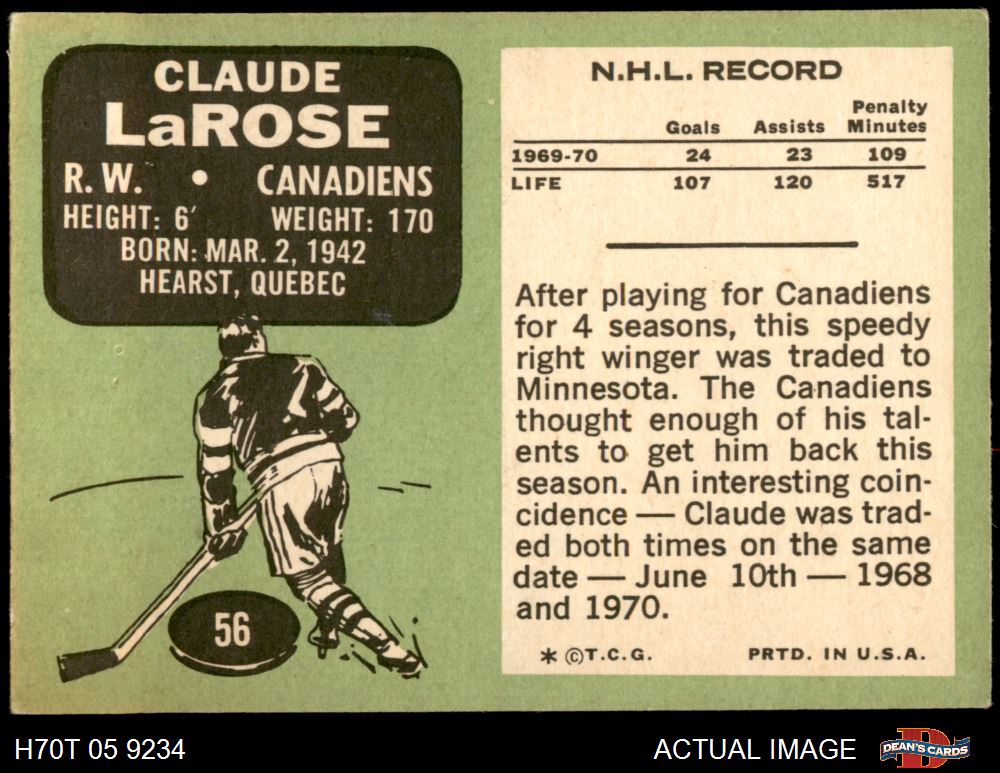 CLAUDE
LaROSE
R. W. • CANADIENS
HEIGHT: 6′ WEIGHT: 170
BORN: MAR. 2, 1942
HEARST, QUEBEC
56
N.H.L. RECORD
Goals Assists Penalty Minutes
1969-70 24 23 109
LIFE 107 120 517
After playing for Canadiens
for 4 seasons, this speedy
right winger was traded to
Minnesota. The Canadiens
thought enough of his tal-
ents to get him back this
season. An interesting coin-
cidence — Claude was trad-
ed both times on the same
date — June 10th — 1968
and 1970.
* ©T.C.G. PRTD. IN U.S.A.
H70T 05 9234 ACTUAL IMAGE DEAN'S CARDS